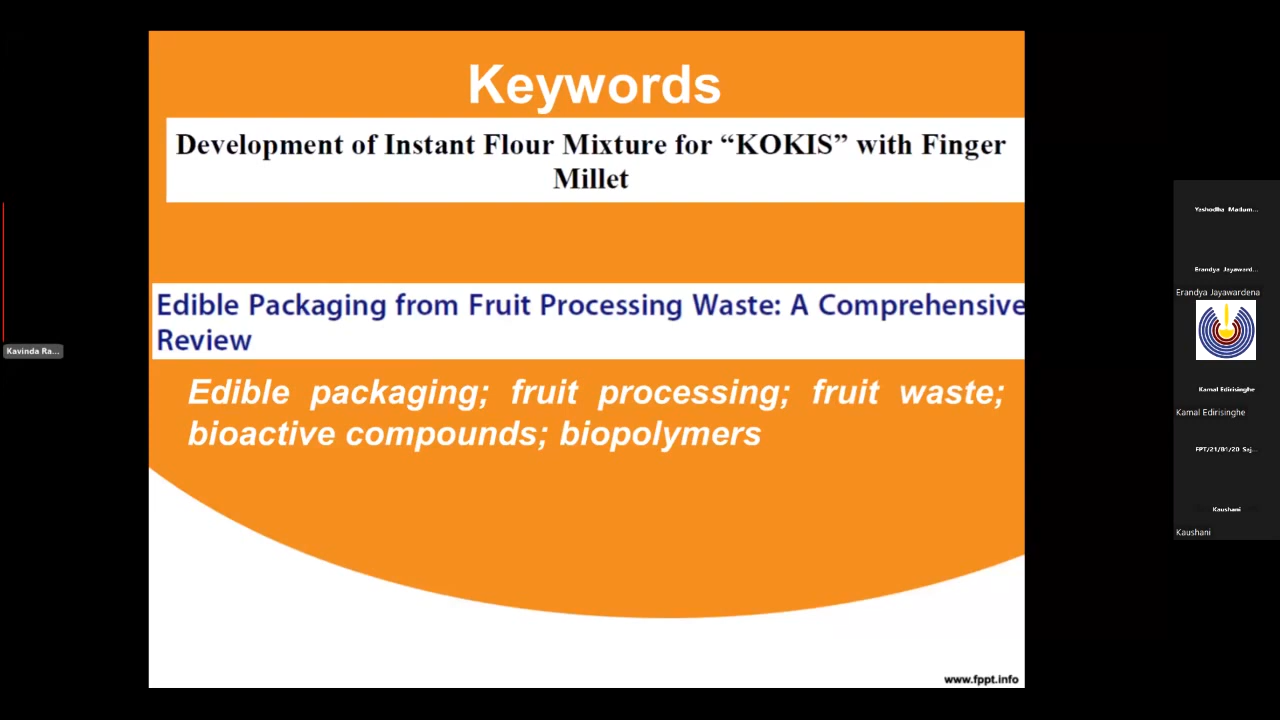 Keywords
Development of Instant Flour Mixture for “KOKIS” with Finger
Millet
Edible Packaging from Fruit Processing Waste: A Comprehensive
Review
Edible packaging; fruit processing; fruit waste;
bioactive compounds; biopolymers
www.fppt.info
Kavinda Ra...
Yashodha Madum...
Erandya Jayaward...
Erandya Jayawardena
Kamal Edirisinghe
Kamal Edirisinghe
FPT/21/B1/20 Saj...
Kaushani
Kaushani